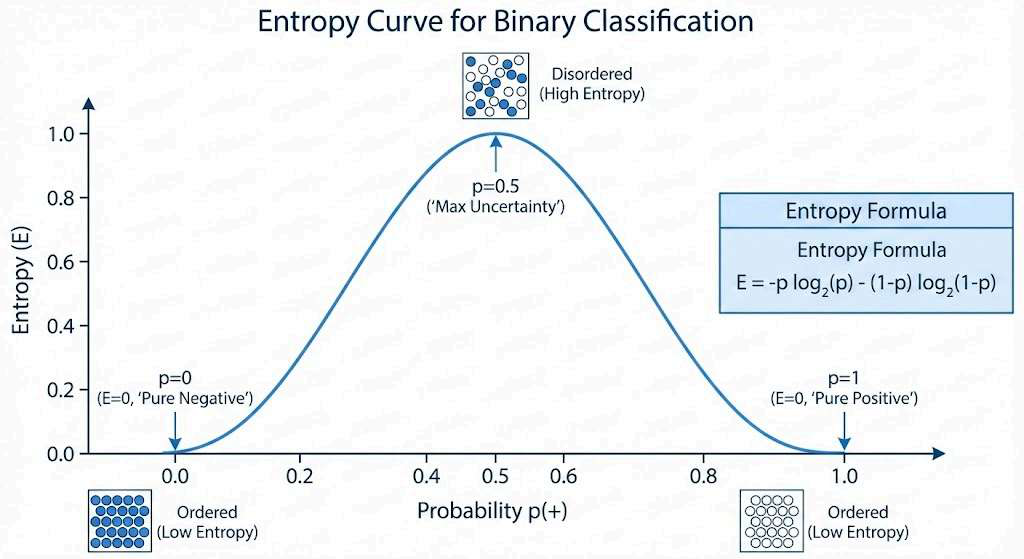 Entropy Curve for Binary Classification
Disordered
(High Entropy)
Entropy (E)
1.0
0.8
0.6
0.4
0.2
0.0
p=0.5
('Max Uncertainty')
Entropy Formula
Entropy Formula
E = -p log₂(p) - (1-p) log₂(1-p)
p=0
(E=0, 'Pure Negative')
p=1
(E=0, 'Pure Positive')
0.0 0.2 0.4 0.5 0.6 0.8 1.0
Probability p(+)
Ordered
(Low Entropy)
Ordered
(Low Entropy)